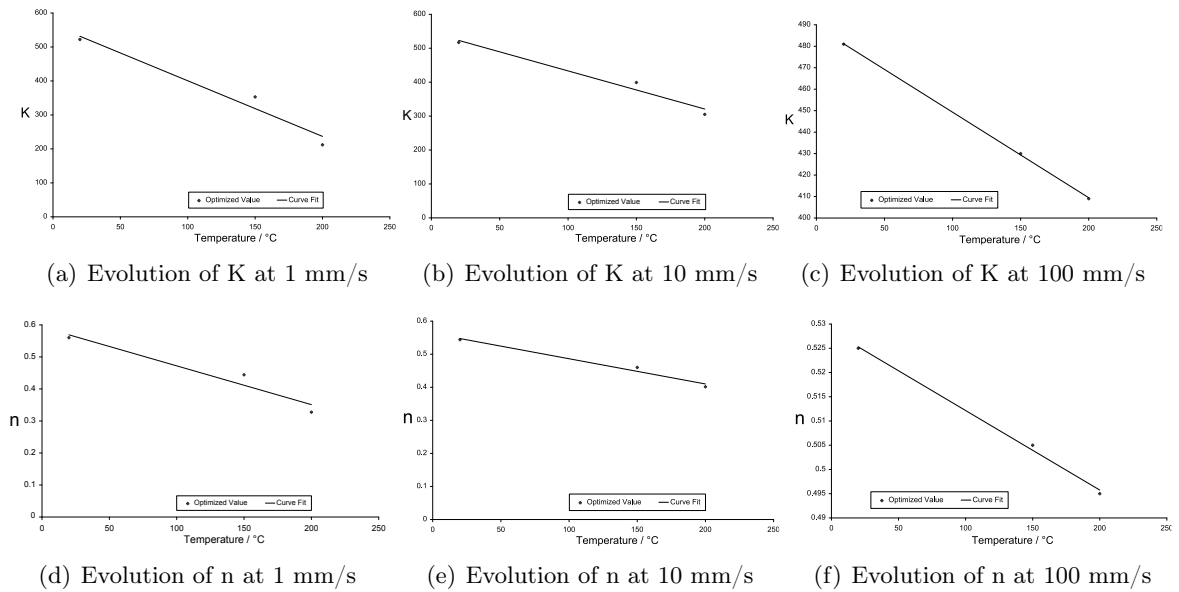 600
500
400
300
200
100
0
K
0 50 100 150 200 250
Temperature / °C
Optimized Value Curve Fit
(a) Evolution of K at 1 mm/s
600
500
400
300
200
100
0
K
0 50 100 150 200 250
Temperature / °C
Optimized Value Curve Fit
(b) Evolution of K at 10 mm/s
490
480
470
460
450
440
430
420
410
400
K
0 50 100 150 200 250
Temperature / °C
Optimized Value Curve Fit
(c) Evolution of K at 100 mm/s
0.6
0.5
0.4
0.3
0.2
0.1
0
n
0 50 100 150 200 250
Temperature / °C
Optimized Value Curve Fit
(d) Evolution of n at 1 mm/s
0.6
0.5
0.4
0.3
0.2
0.1
0
n
0 50 100 150 200 250
Temperature / °C
Optimized Value Curve Fit
(e) Evolution of n at 10 mm/s
0.53
0.525
0.52
0.515
0.51
0.505
0.5
0.495
0.49
n
0 50 100 150 200 250
Temperature / °C
Optimized Value Curve Fit
(f) Evolution of n at 100 mm/s